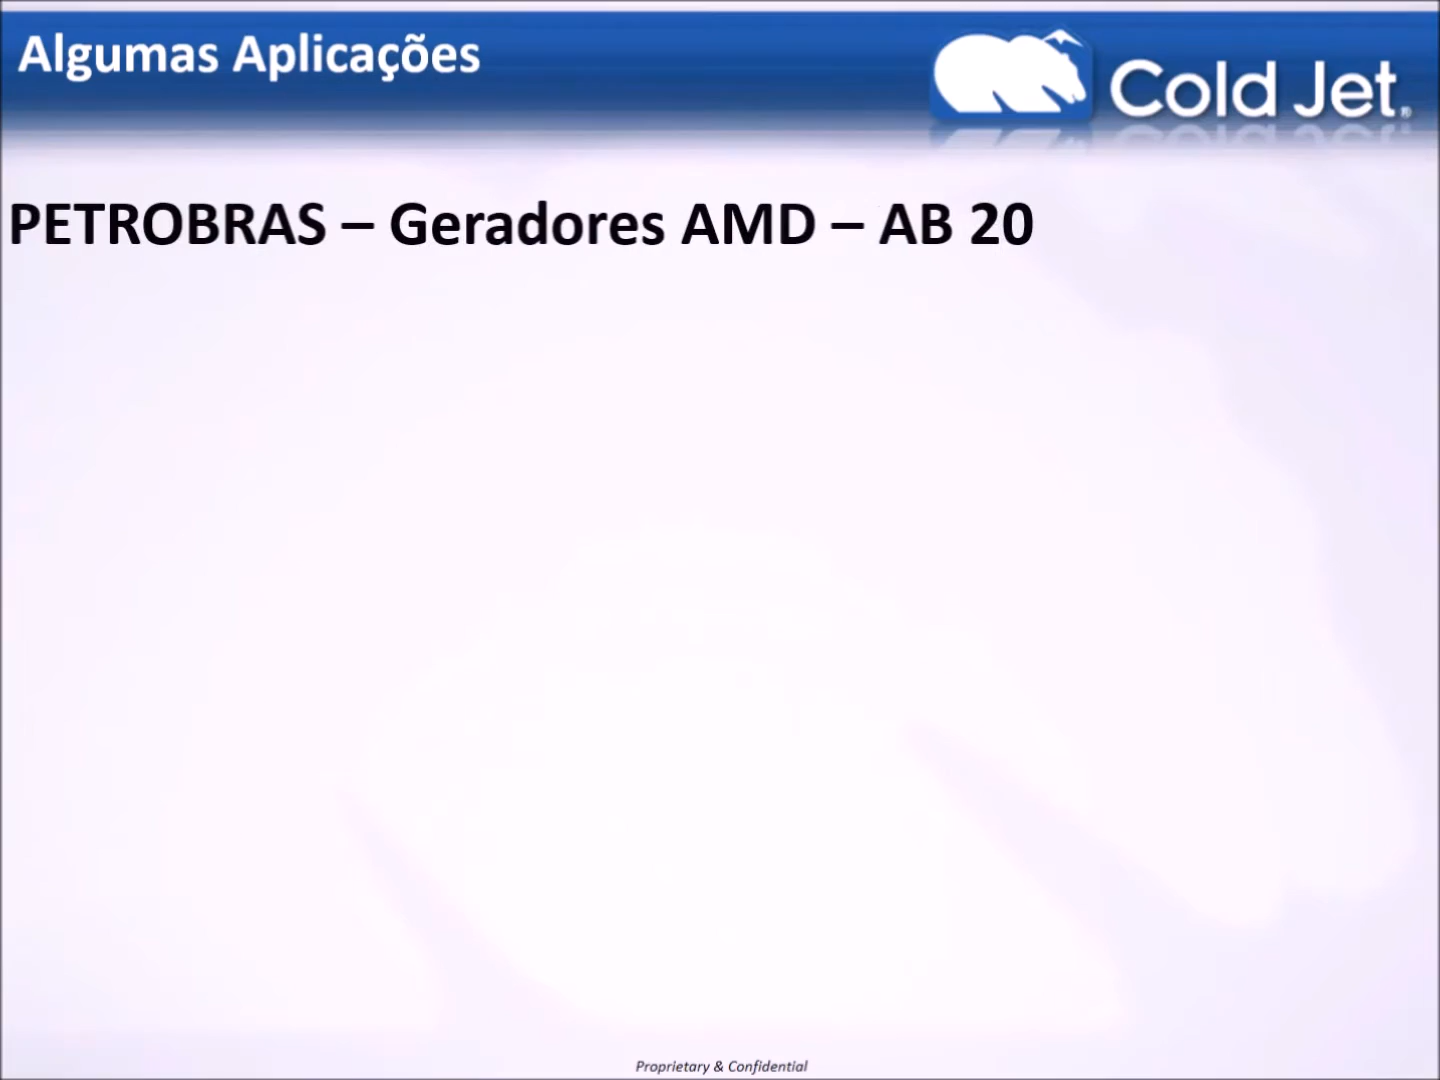 Algumas Aplicações
Cold Jet®
PETROBRAS – Geradores AMD – AB 20
Proprietary & Confidential